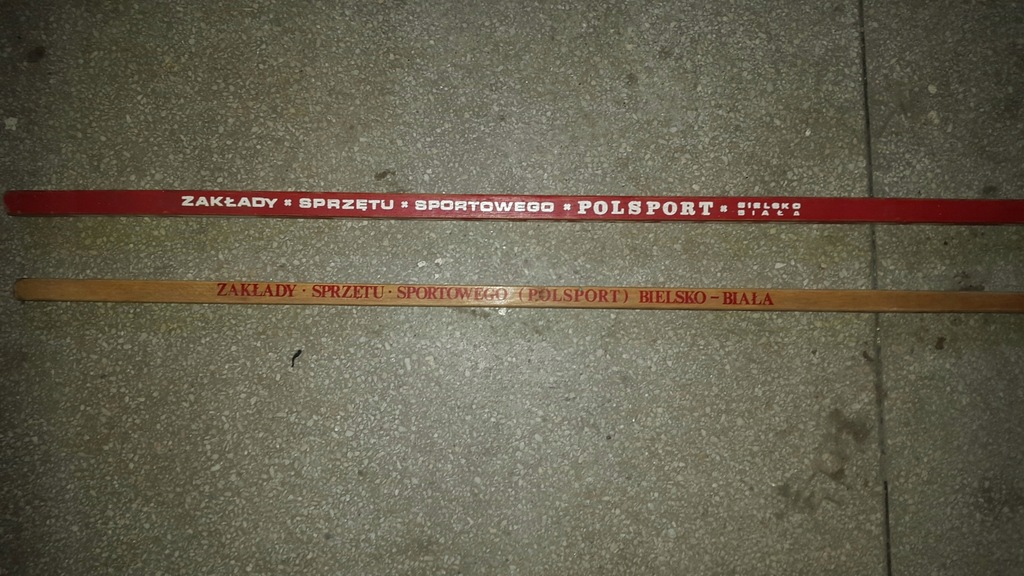 ZAKŁADY * SPRZĘTU * SPORTOWEGO * POLSPORT * BIELSKO
BIAŁA
ZAKŁADY · SPRZĘTU · SPORTOWEGO (POLSPORT) BIELSKO - BIAŁA